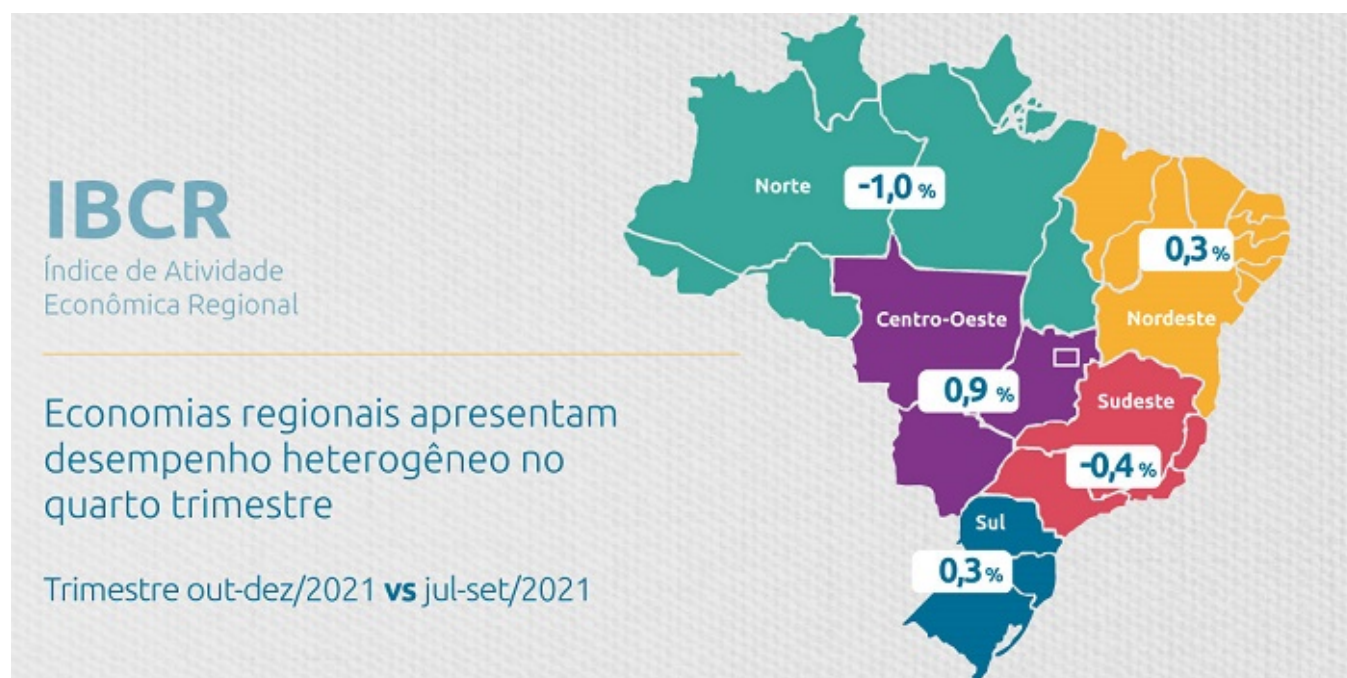 IBCR
Índice de Atividade
Econômica Regional
Economias regionais apresentam
desempenho heterogêneo no
quarto trimestre
Trimestre out-dez/2021 vs jul-set/2021
Norte
-1,0 %
0,3 %
Nordeste
Centro-Oeste
0,9 %
Sudeste
-0,4 %
Sul
0,3 %